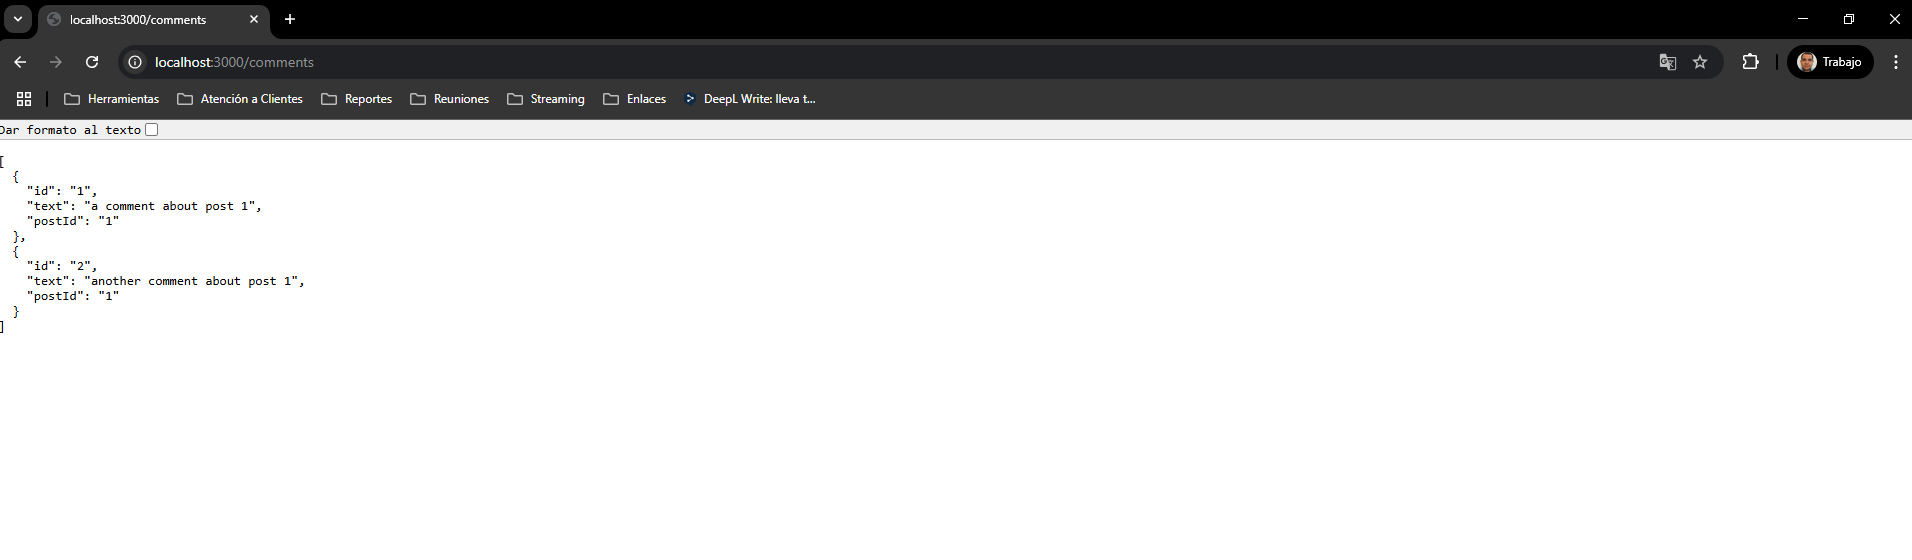 localhost:3000/comments
localhost:3000/comments
Trabajo
Herramientas Atención a Clientes Reportes Reuniones Streaming Enlaces DeepL Write: lleva t...
Dar formato al texto
[
  {
    "id": "1",
    "text": "a comment about post 1",
    "postId": "1"
  },
  {
    "id": "2",
    "text": "another comment about post 1",
    "postId": "1"
  }
]